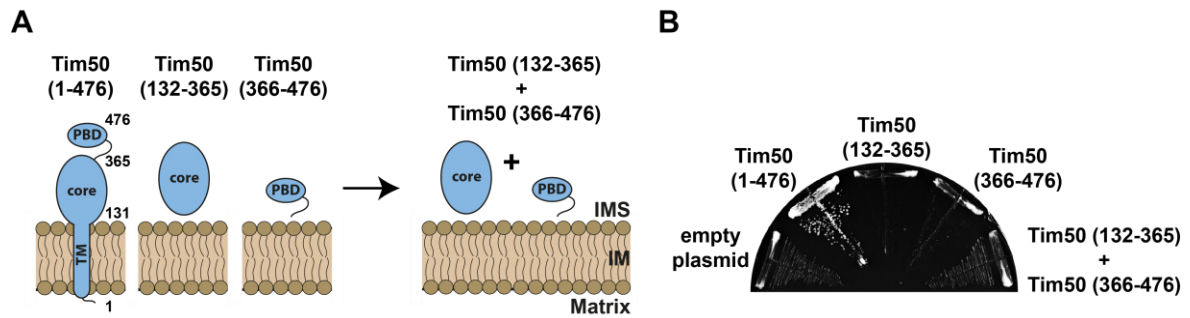 A
Tim50
(1-476)
Tim50
(132-365)
Tim50
(366-476)
Tim50 (132-365)
+
Tim50 (366-476)
476
PBD
365
core
131
TM
1
core
PBD
core
+
PBD
IMS
IM
Matrix
B
Tim50
(132-365)
Tim50
(1-476)
Tim50
(366-476)
empty
plasmid
Tim50 (132-365)
+
Tim50 (366-476)